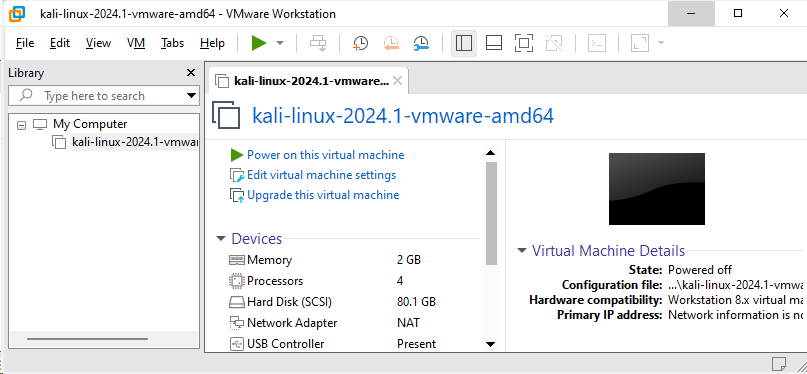 kali-linux-2024.1-vmware-amd64 - VMware Workstation
File Edit View VM Tabs Help
Library
Type here to search
My Computer
kali-linux-2024.1-vmwar
kali-linux-2024.1-vmware...
kali-linux-2024.1-vmware-amd64
Power on this virtual machine
Edit virtual machine settings
Upgrade this virtual machine
Devices
Memory 2 GB
Processors 4
Hard Disk (SCSI) 80.1 GB
Network Adapter NAT
USB Controller Present
Virtual Machine Details
State: Powered off
Configuration file: ...\kali-linux-2024.1-vmwa
Hardware compatibility: Workstation 8.x virtual ma
Primary IP address: Network information is no